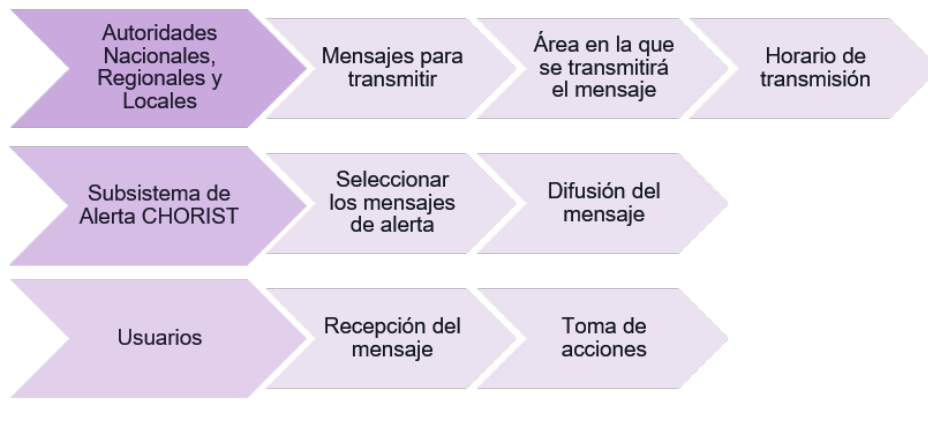 Autoridades
Nacionales,
Regionales y
Locales
Mensajes para
transmitir
Área en la que
se transmitirá
el mensaje
Horario de
transmisión
Subsistema de
Alerta CHORIST
Seleccionar
los mensajes
de alerta
Difusión del
mensaje
Usuarios
Recepción del
mensaje
Toma de
acciones